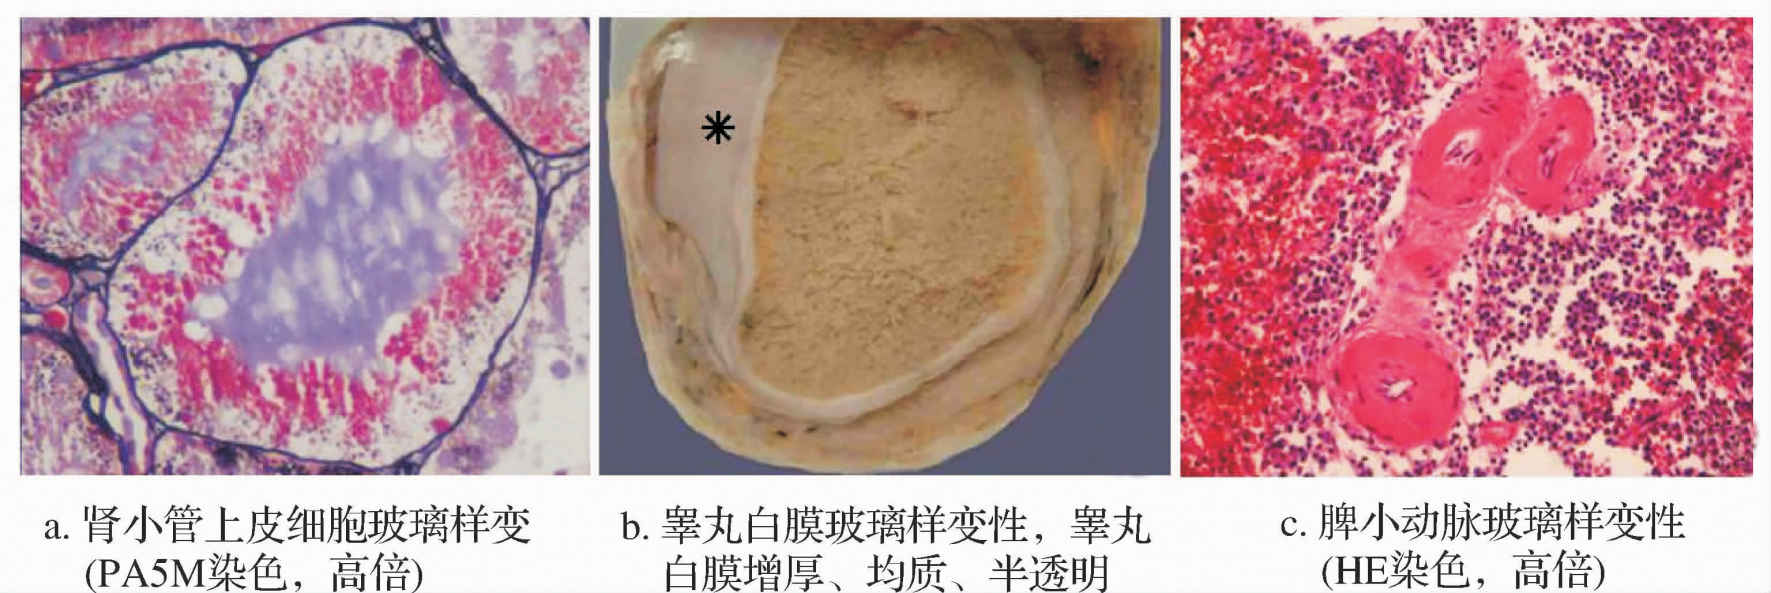 a. 肾小管上皮细胞玻璃样变
(PA5M染色，高倍)
b. 睾丸白膜玻璃样变性，睾丸
白膜增厚、均质、半透明
c. 脾小动脉玻璃样变性
(HE染色，高倍)